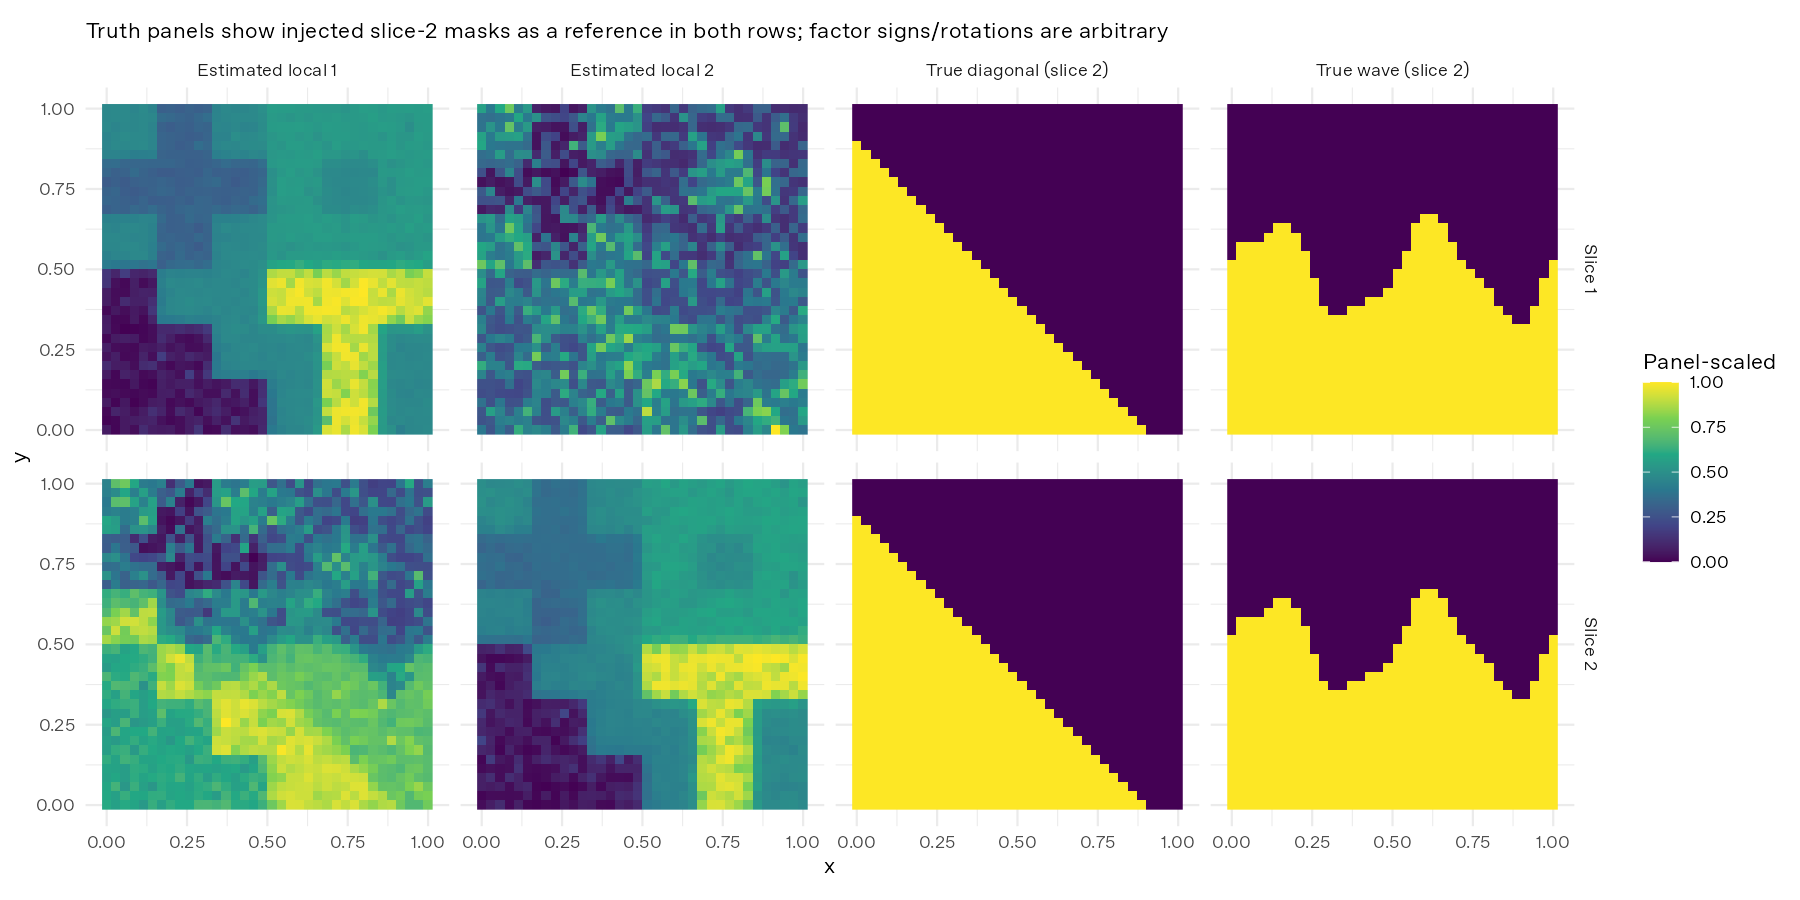 Truth panels show injected slice-2 masks as a reference in both rows; factor signs/rotations are arbitrary
Estimated local 1
Estimated local 2
True diagonal (slice 2)
True wave (slice 2)
1.00
0.75
0.50
0.25
0.00
Slice 1
y
1.00
0.75
0.50
0.25
0.00
Slice 2
0.00 0.25 0.50 0.75 1.00
0.00 0.25 0.50 0.75 1.00
0.00 0.25 0.50 0.75 1.00
0.00 0.25 0.50 0.75 1.00
x
Panel-scaled
1.00
0.75
0.50
0.25
0.00